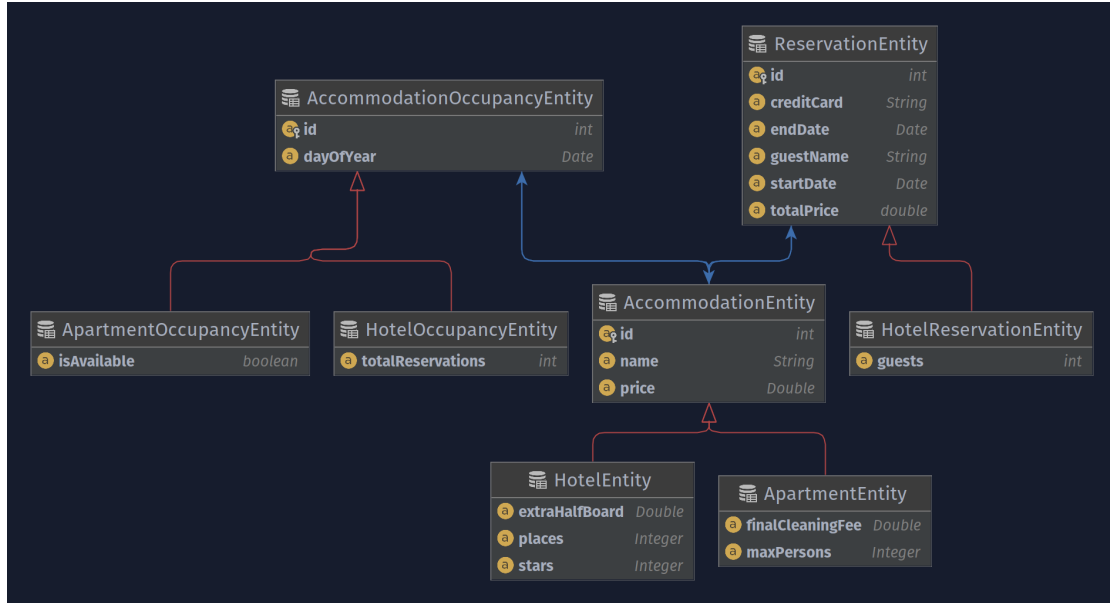 ReservationEntity
id int
creditCard String
endDate Date
guestName String
startDate Date
totalPrice double
AccommodationOccupancyEntity
id int
dayOfYear Date
ApartmentOccupancyEntity
isAvailable boolean
HotelOccupancyEntity
totalReservations int
AccommodationEntity
id int
name String
price Double
HotelReservationEntity
guests int
HotelEntity
extraHalfBoard Double
places Integer
stars Integer
ApartmentEntity
finalCleaningFee Double
maxPersons Integer